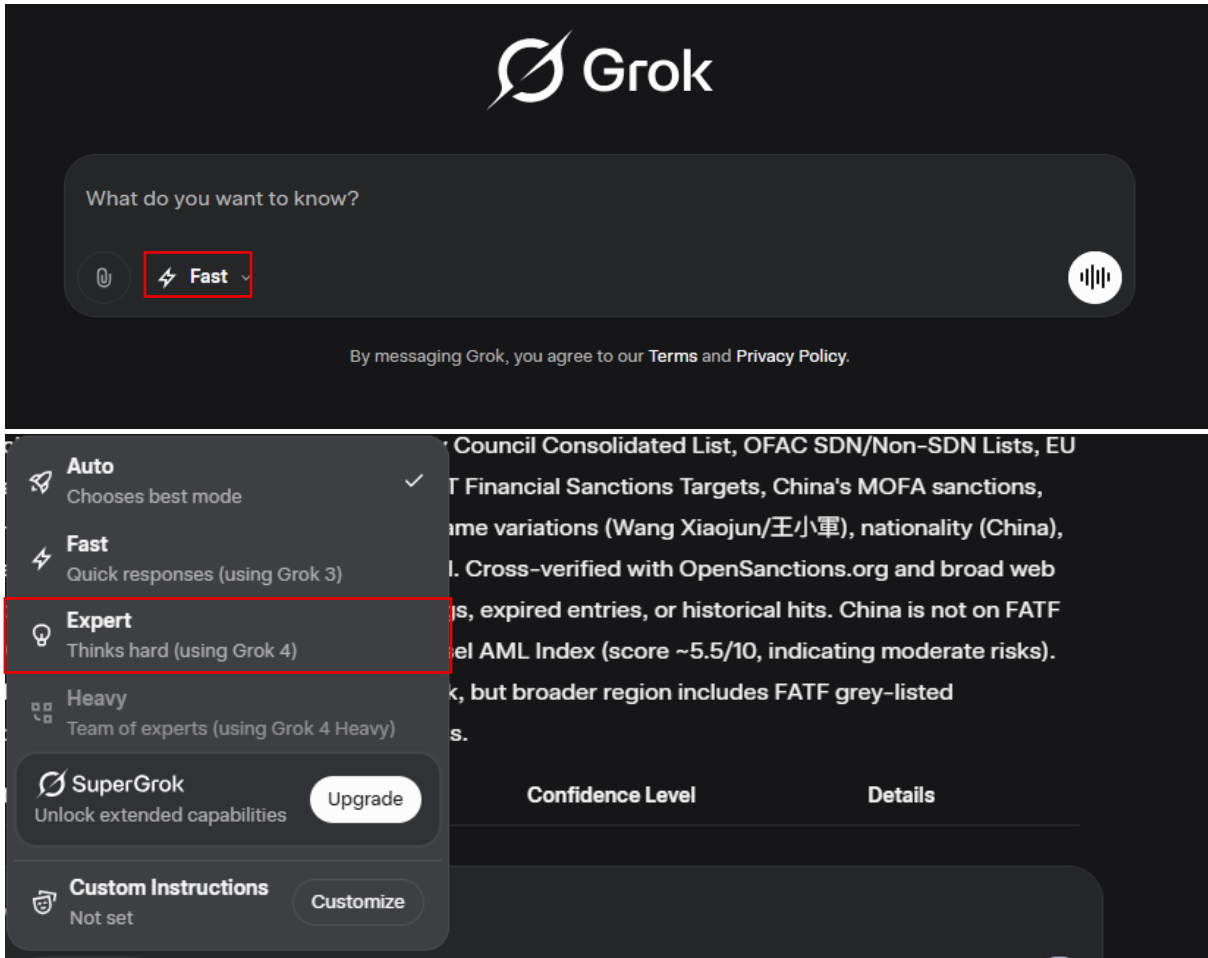 Grok
What do you want to know?
Fast
By messaging Grok, you agree to our Terms and Privacy Policy.
Auto
Chooses best mode
Fast
Quick responses (using Grok 3)
Expert
Thinks hard (using Grok 4)
Heavy
Team of experts (using Grok 4 Heavy)
SuperGrok
Unlock extended capabilities
Upgrade
Custom Instructions
Not set
Customize
Council Consolidated List, OFAC SDN/Non-SDN Lists, EU
Financial Sanctions Targets, China's MOFA sanctions,
variations (Wang Xiaojun/王小軍), nationality (China),
Cross-verified with OpenSanctions.org and broad web
expired entries, or historical hits. China is not on FATF
AML Index (score ~5.5/10, indicating moderate risks).
but broader region includes FATF grey-listed
Confidence Level Details